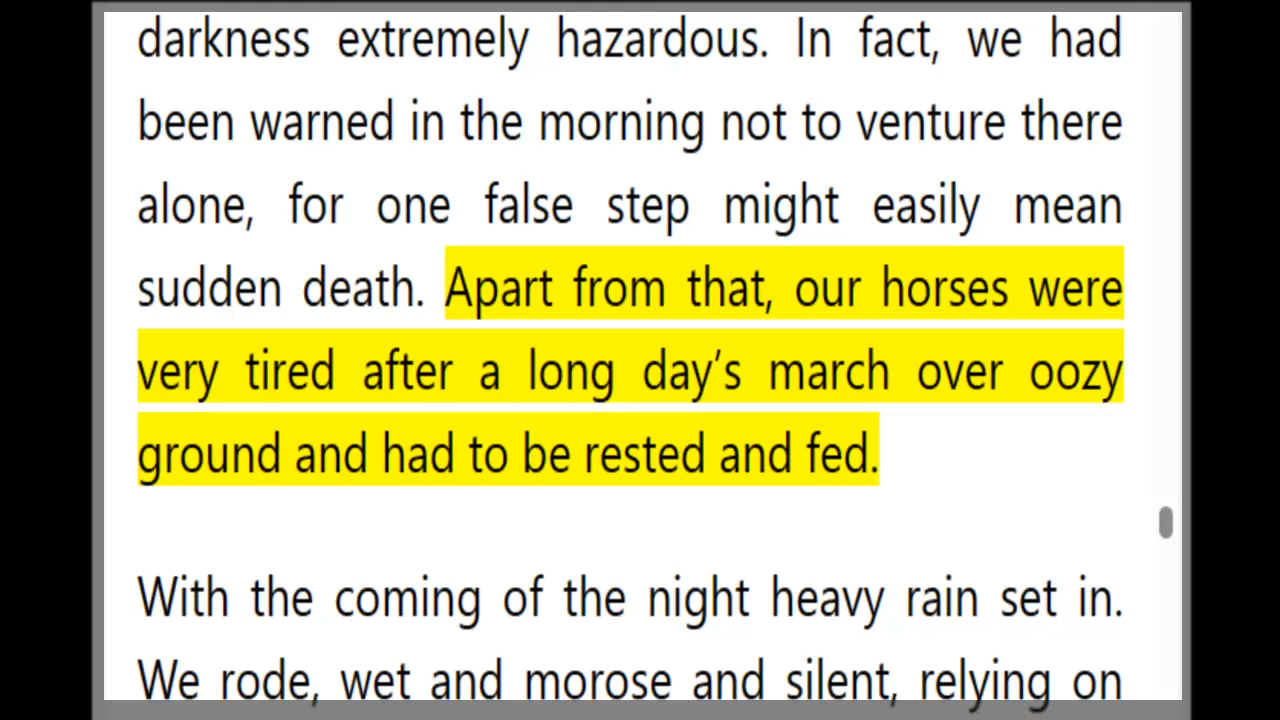 darkness extremely hazardous. In fact, we had
been warned in the morning not to venture there
alone, for one false step might easily mean
sudden death. Apart from that, our horses were
very tired after a long day’s march over oozy
ground and had to be rested and fed.
With the coming of the night heavy rain set in.
We rode, wet and morose and silent, relying on